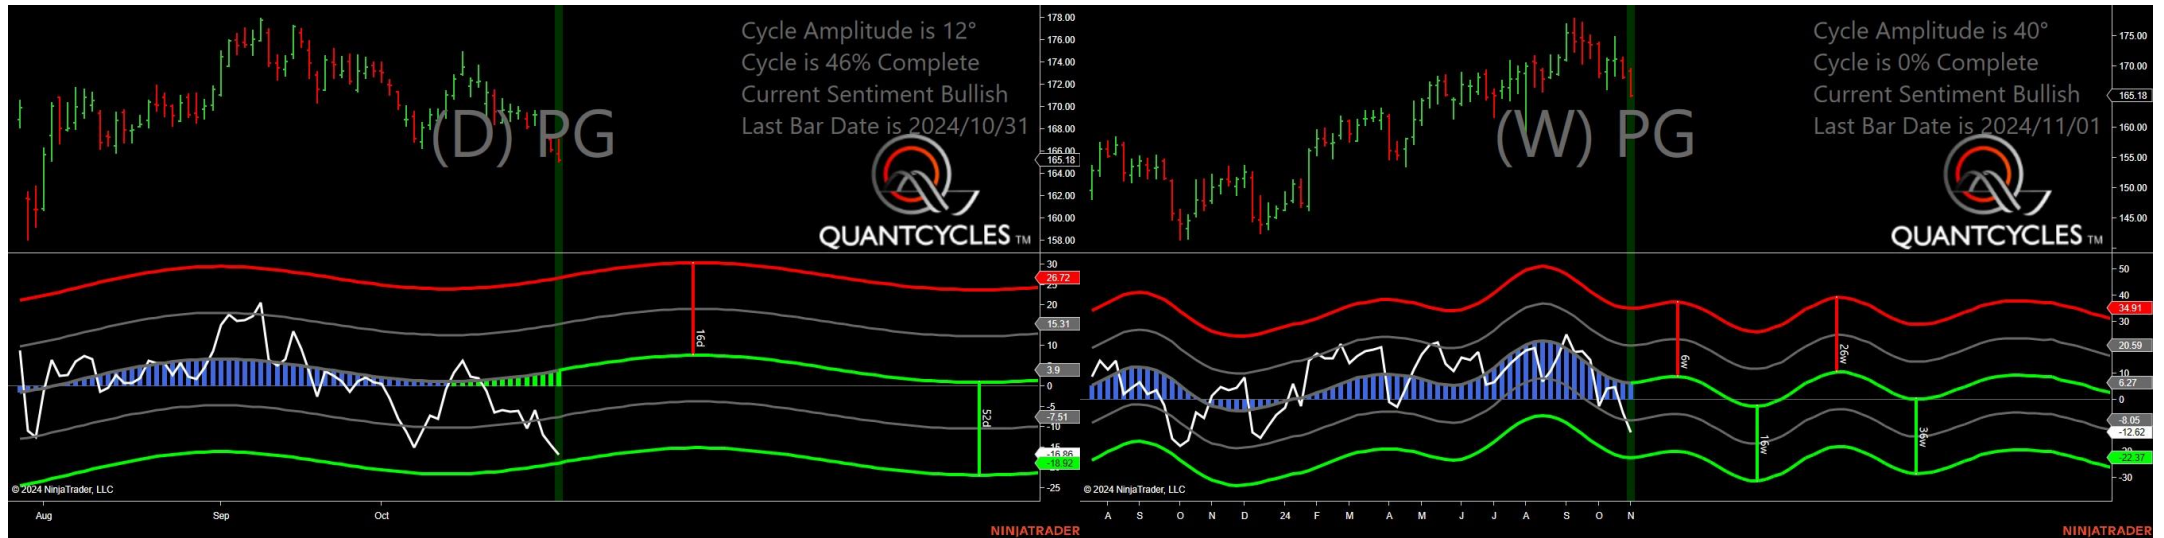 Cycle Amplitude is 12°
Cycle is 46% Complete
Current Sentiment Bullish
Last Bar Date is 2024/10/31
(D) PG
QUANTCYCLES TM
178.00
176.00
174.00
172.00
170.00
168.00
166.00
165.18
164.00
162.00
160.00
158.00
30
26.72
25
20
15.31
10
3.9
0
-5
-7.51
-10
-15
-16.86
-18.92
-25
16d
52d
© 2024 NinjaTrader, LLC
Aug Sep Oct
NINJATRADER
Cycle Amplitude is 40°
Cycle is 0% Complete
Current Sentiment Bullish
Last Bar Date is 2024/11/01
(W) PG
QUANTCYCLES TM
175.00
170.00
165.18
160.00
155.00
150.00
145.00
50
40
34.91
30
20.59
10
6.27
0
-8.05
-12.62
-22.37
-30
6w
16w
26w
36w
© 2024 NinjaTrader, LLC
A S O N D 24 F M A M J J A S O N
NINJATRADER